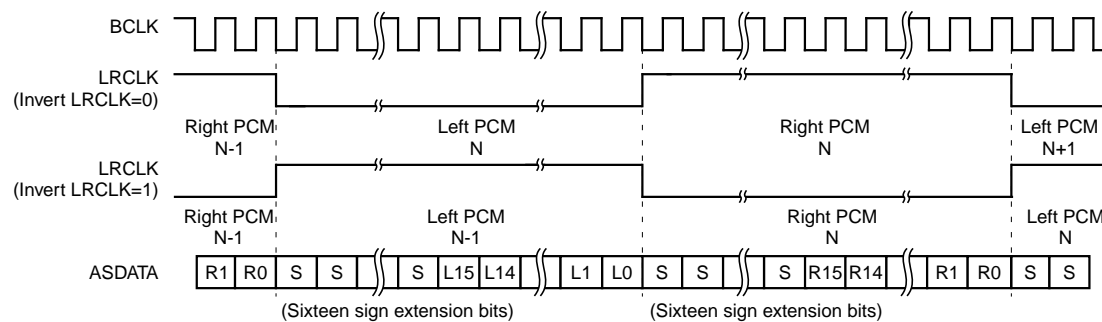 BCLK
LRCLK
(Invert LRCLK=0)
Right PCM
N-1
Left PCM
N
Right PCM
N
Left PCM
N+1
LRCLK
(Invert LRCLK=1)
Right PCM
N-1
Left PCM
N-1
Right PCM
N
Left PCM
N
ASDATA R1 R0 S S S L15 L14 L1 L0 S S S R15 R14 R1 R0 S S
(Sixteen sign extension bits) (Sixteen sign extension bits)